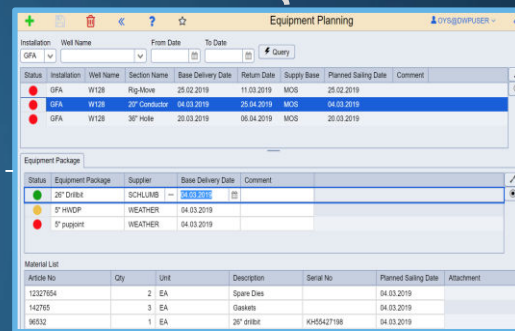 Equipment Planning
OYS@DWPUSER
Installation Well Name From Date To Date
GFA Query
Status Installation Well Name Section Name Base Delivery Date Return Date Supply Base Planned Sailing Date Comment
GFA W128 Rig-Move 25.02.2019 11.03.2019 MOS 25.02.2019
GFA W128 20" Conductor 04.03.2019 25.04.2019 MOS 04.03.2019
GFA W128 36" Hole 20.03.2019 06.04.2019 MOS 20.03.2019
Equipment Package
Status Equipment Package Supplier Base Delivery Date Comment
26" Drillbit SCHLUMB 04.03.2019
5" HWDP WEATHER 04.03.2019
5" pupjoint WEATHER 04.03.2019
Material List
Article No Qty Unit Description Serial No Planned Sailing Date Attachment
12327654 2 EA Spare Dies 04.03.2019
142765 3 EA Gaskets 04.03.2019
96532 1 EA 26" drillbit KH55427198 04.03.2019